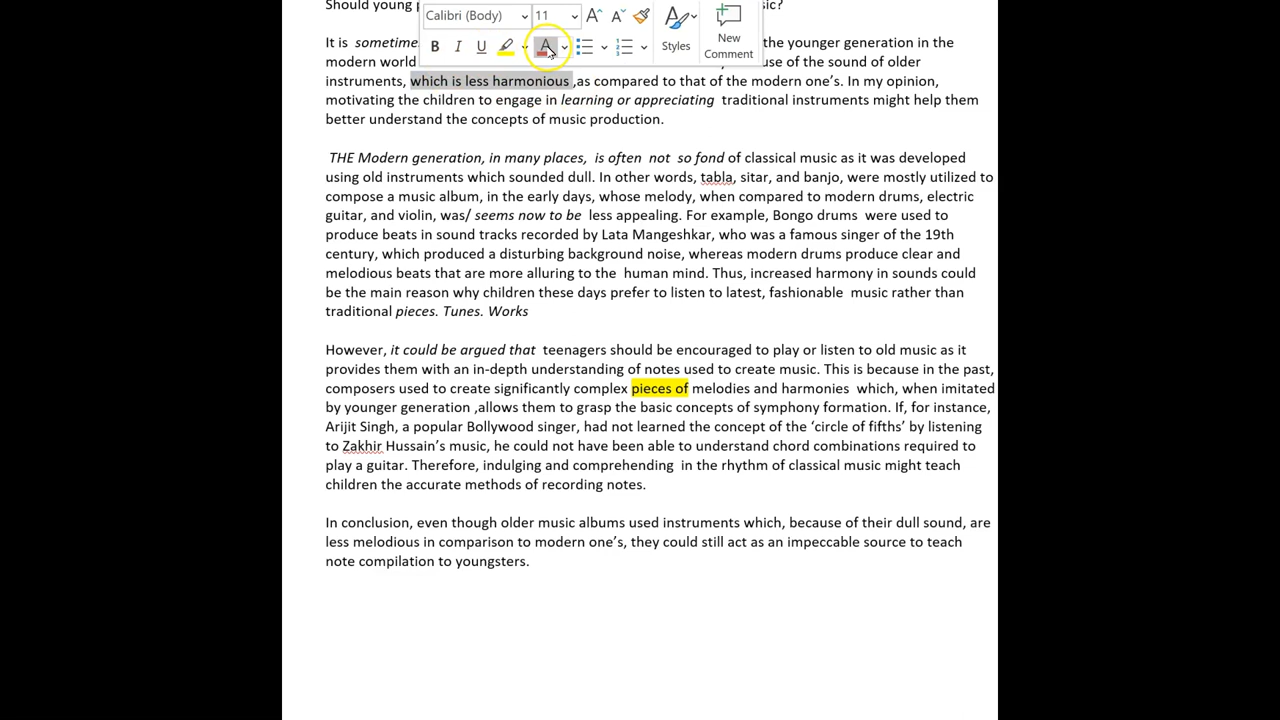 Should young p sic?
Calibri (Body) 11
New
Styles Comment
It is sometime the younger generation in the
modern world use of the sound of older
instruments, which is less harmonious ,as compared to that of the modern one’s. In my opinion,
motivating the children to engage in learning or appreciating traditional instruments might help them
better understand the concepts of music production.
THE Modern generation, in many places, is often not so fond of classical music as it was developed
using old instruments which sounded dull. In other words, tabla, sitar, and banjo, were mostly utilized to
compose a music album, in the early days, whose melody, when compared to modern drums, electric
guitar, and violin, was/ seems now to be less appealing. For example, Bongo drums were used to
produce beats in sound tracks recorded by Lata Mangeshkar, who was a famous singer of the 19th
century, which produced a disturbing background noise, whereas modern drums produce clear and
melodious beats that are more alluring to the human mind. Thus, increased harmony in sounds could
be the main reason why children these days prefer to listen to latest, fashionable music rather than
traditional pieces. Tunes. Works
However, it could be argued that teenagers should be encouraged to play or listen to old music as it
provides them with an in-depth understanding of notes used to create music. This is because in the past,
composers used to create significantly complex pieces of melodies and harmonies which, when imitated
by younger generation ,allows them to grasp the basic concepts of symphony formation. If, for instance,
Arijit Singh, a popular Bollywood singer, had not learned the concept of the ‘circle of fifths’ by listening
to Zakhir Hussain’s music, he could not have been able to understand chord combinations required to
play a guitar. Therefore, indulging and comprehending in the rhythm of classical music might teach
children the accurate methods of recording notes.
In conclusion, even though older music albums used instruments which, because of their dull sound, are
less melodious in comparison to modern one’s, they could still act as an impeccable source to teach
note compilation to youngsters.